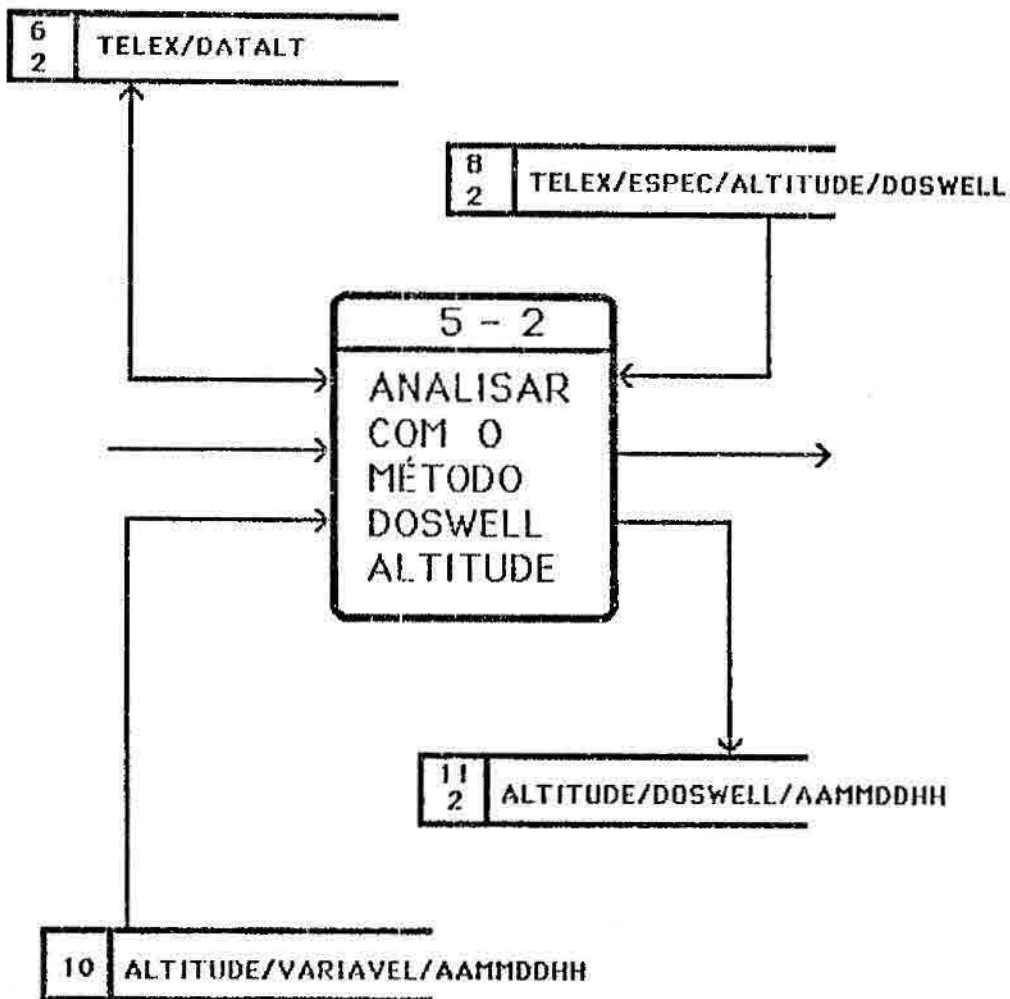 6
2
TELEX/DATALT
8
2
TELEX/ESPEC/ALTITUDE/DOSWELL
5 - 2
ANALISAR
COM O
MÉTODO
DOSWELL
ALTITUDE
11
2
ALTITUDE/DOSWELL/AAMMDDHH
10
ALTITUDE/VARIAVEL/AAMMDDHH